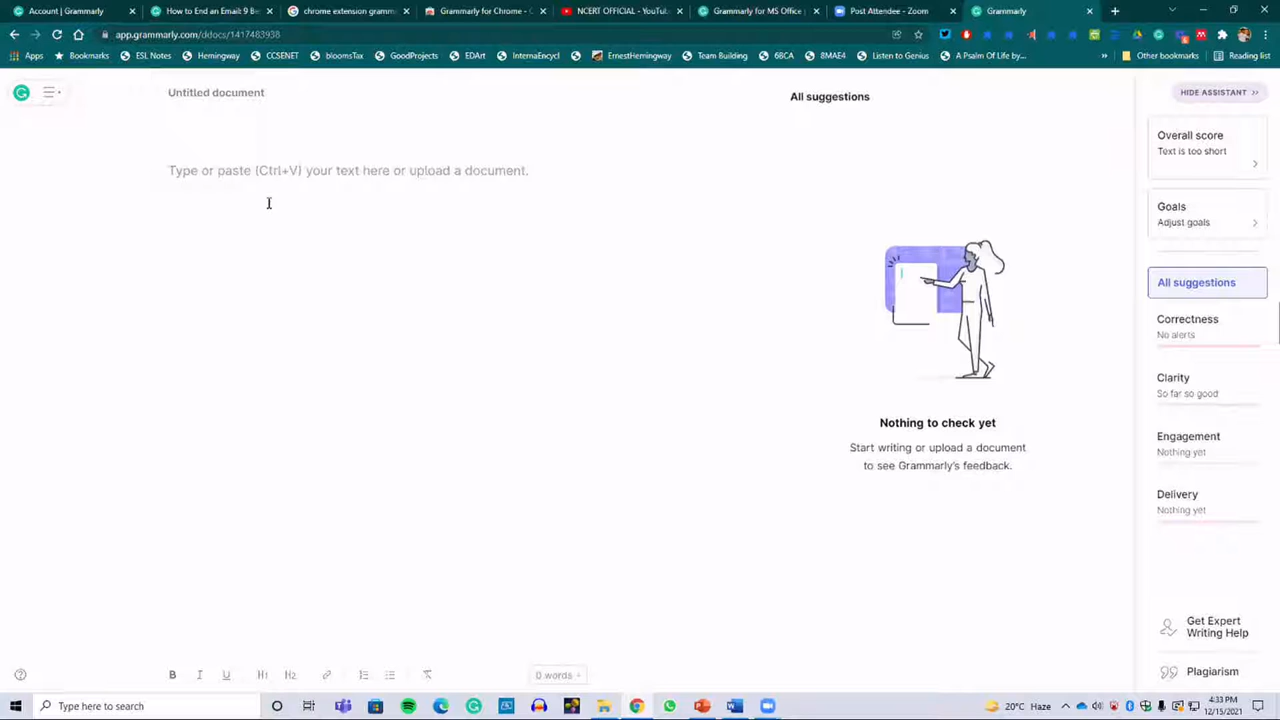 Account | Grammarly
How to End an Email: 9 Be
chrome extension gramm
Grammarly for Chrome -
NCERT OFFICIAL - YouTub
Grammarly for MS Office
Post Attendee - Zoom
Grammarly
app.grammarly.com/ddocs/1417483938
Apps
Bookmarks
ESL Notes
Hemingway
CCSENET
bloomsTax
GoodProjects
EDArt
InternaEncycl
ErnestHeringway
Team Building
6BCA
8MAE4
Listen to Genius
A Psalm Of Life by...
Other bookmarks
Reading list
Untitled document
All suggestions
HIDE ASSISTANT
Overall score
Text is too short
Type or paste (Ctrl+V) your text here or upload a document.
Goals
Adjust goals
All suggestions
Correctness
No alerts
Clarity
So far so good
Nothing to check yet
Start writing or upload a document
to see Grammarly's feedback.
Engagement
Nothing yet
Delivery
Nothing yet
Get Expert
Writing Help
Plagiarism
B I U H1 H2
0 words
Type here to search
20°C Haze
4:33 PM
12/15/2021